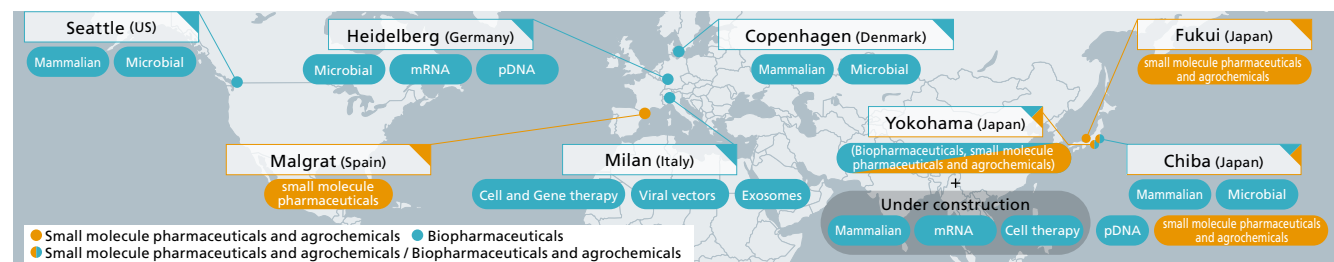 Seattle (US)
Mammalian
Microbial
Heidelberg (Germany)
Microbial
mRNA
pDNA
Copenhagen (Denmark)
Mammalian
Microbial
Fukui (Japan)
small molecule pharmaceuticals
and agrochemicals
Malgrat (Spain)
small molecule
pharmaceuticals
Milan (Italy)
Cell and Gene therapy
Viral vectors
Exosomes
Yokohama (Japan)
(Biopharmaceuticals, small molecule
pharmaceuticals and agrochemicals)
+
Under construction
Mammalian
mRNA
Cell therapy
Chiba (Japan)
Mammalian
Microbial
pDNA
small molecule pharmaceuticals
and agrochemicals
Small molecule pharmaceuticals and agrochemicals
Biopharmaceuticals
Small molecule pharmaceuticals and agrochemicals / Biopharmaceuticals and agrochemicals